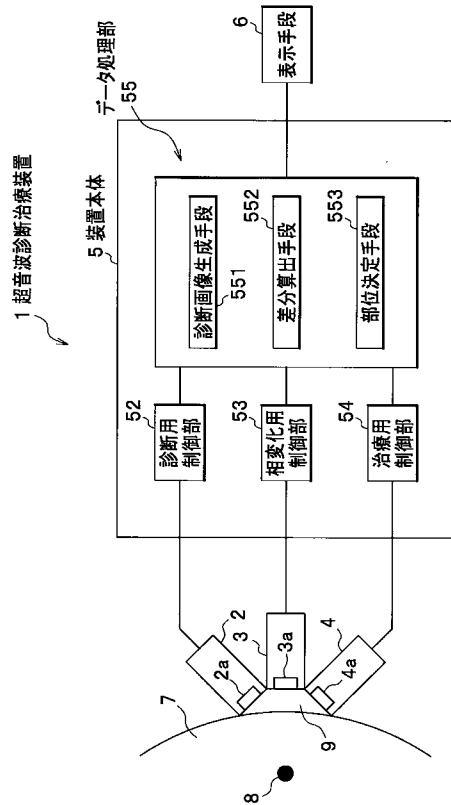 1 超音波診断治療装置
5 装置本体
データ処理部
55
52
診断用
制御部
53
相変化用
制御部
54
治療用
制御部
診断画像生成手段
551
差分算出手段
552
部位決定手段
553
6
表示手段
2
2a
3
3a
4
4a
7
8
9